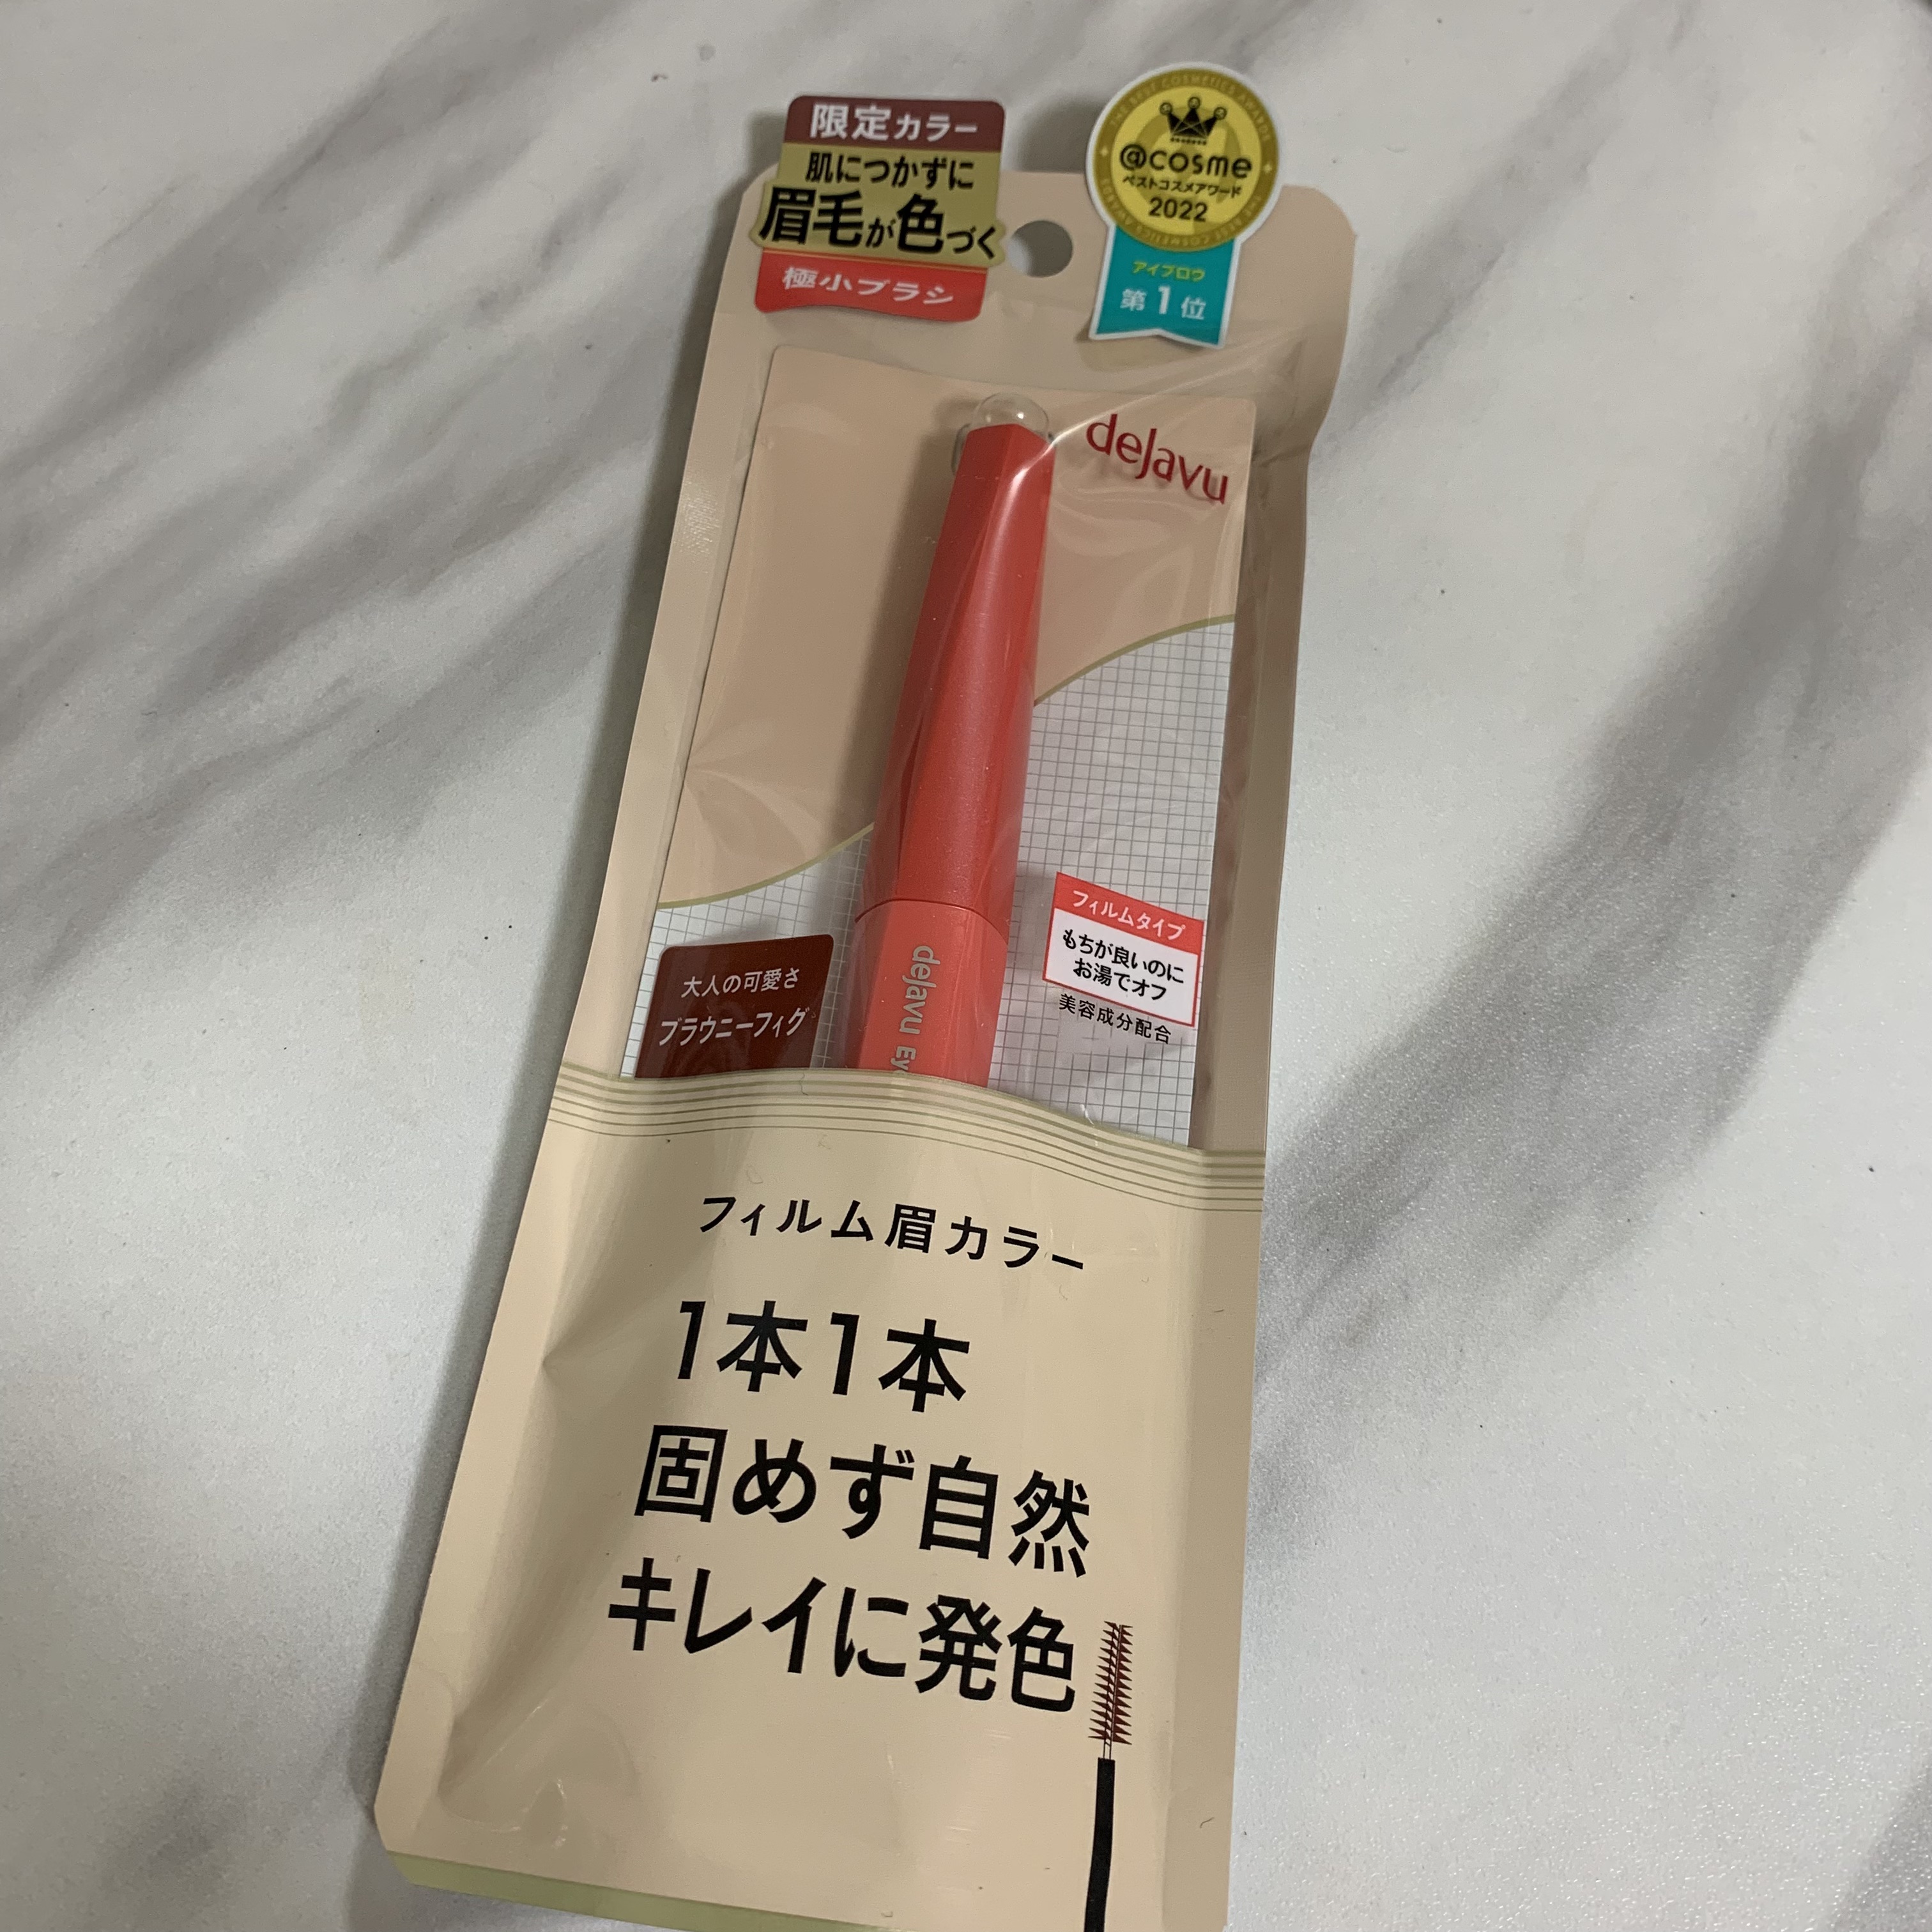 限定カラー
肌につかずに
眉毛が色づく
極小ブラシ
THE BEST COSMETICS AWARDS
@cosme
ベストコスメアワード
2022
アイブロウ
第1位
dejavu
フィルムタイプ
もちが良いのに
お湯でオフ
美容成分配合
大人の可愛さ
ブラウニーフィグ
dejavu
フィルム眉カラー
1本1本
固めず自然
キレイに発色